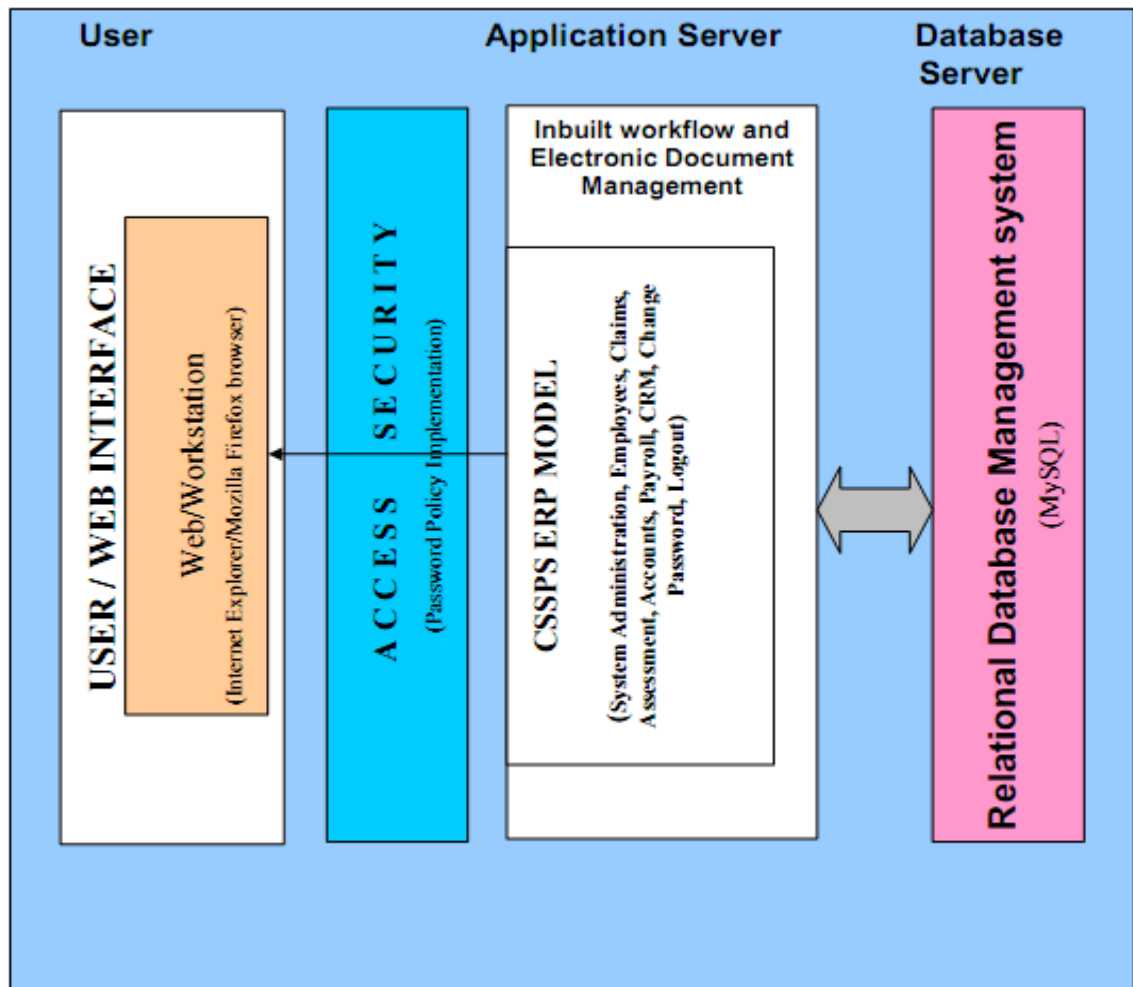 User
Application Server
Database
Server
USER / WEB INTERFACE
Web/Workstation
(Internet Explorer/Mozilla Firefox browser)
ACCESS SECURITY
(Password Policy Implementation)
Inbuilt workflow and
Electronic Document
Management
CSSPS ERP MODEL
(System Administration, Employees, Claims,
Assessment, Accounts, Payroll, CRM, Change
Password, Logout)
Relational Database Management system
(MySQL)